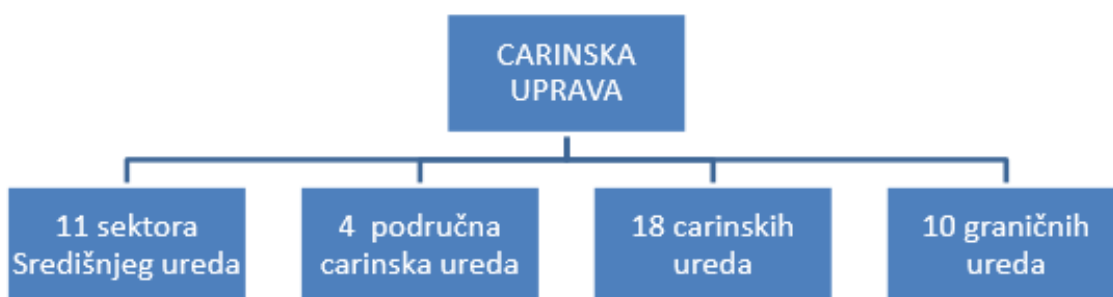 CARINSKA
UPRAVA
11 sektora
Središnjeg ureda
4 područna
carinska ureda
18 carinskih
ureda
10 graničnih
ureda